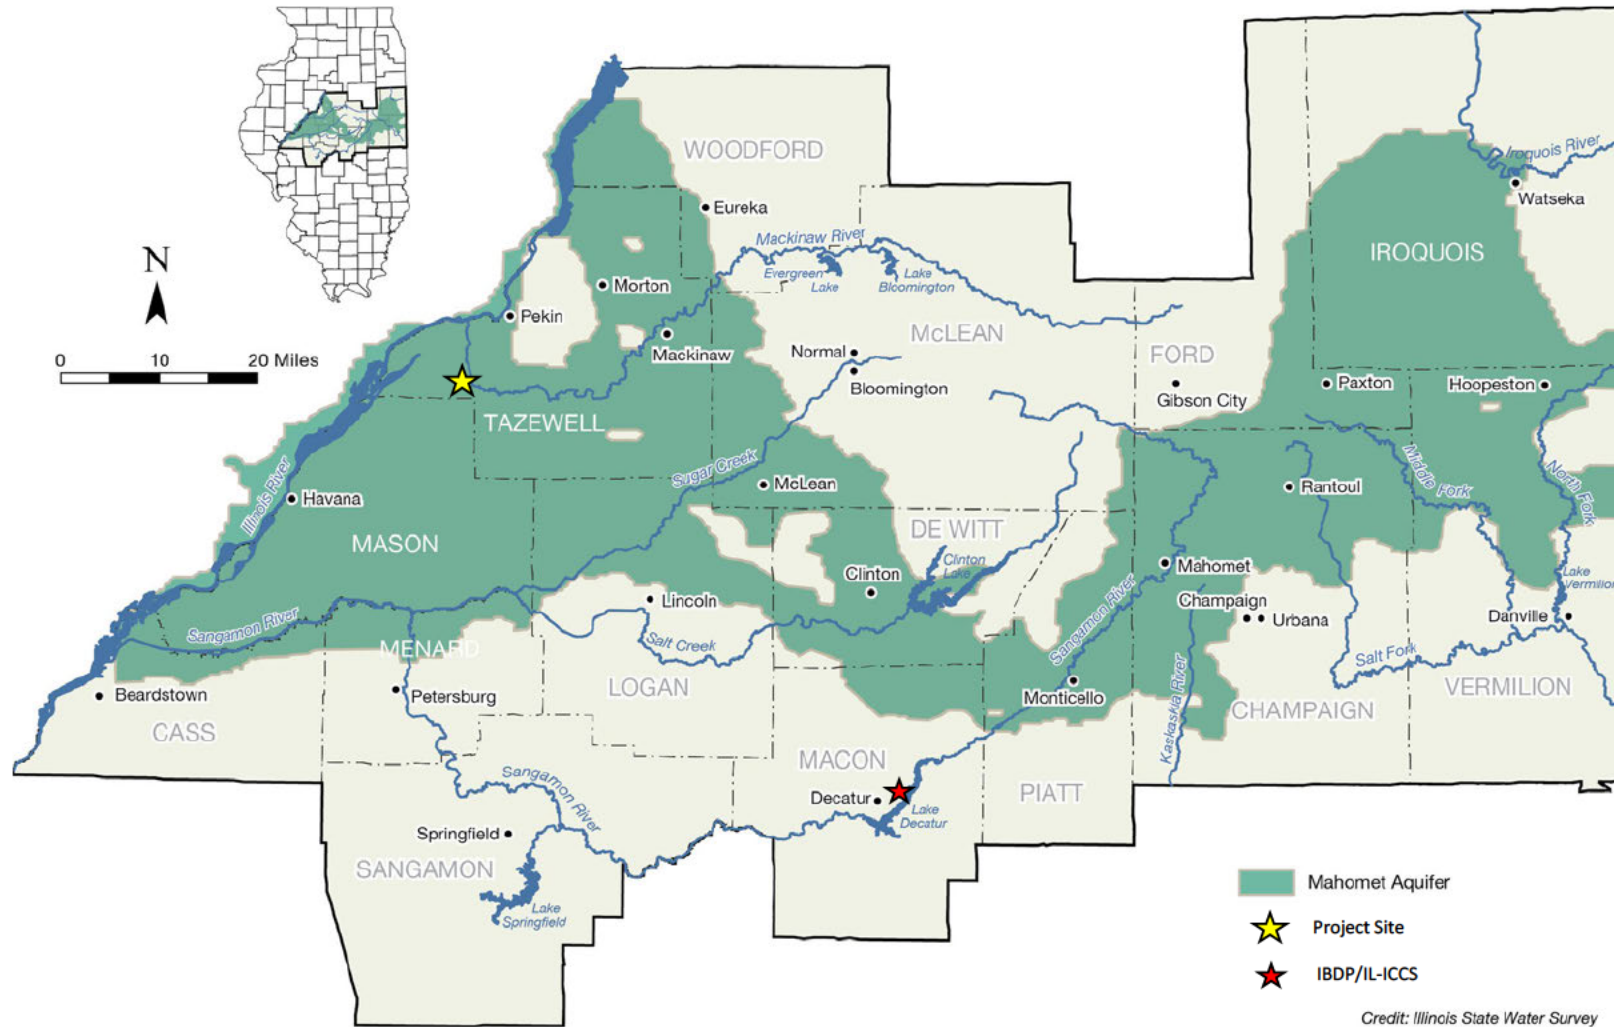 WOODFORD
Iroquois River
Watseka
Eureka
Mackinaw River
IROQUOIS
N
Evergreen
Lake
Lake
Bloomington
Morton
Pekin
McLEAN
0 10 20 Miles
Mackinaw
Normal
Bloomington
FORD
Gibson City
Paxton
Hoopeston
TAZEWELL
Sugar Creek
McLean
Rantoul
Middle Fork
North Fork
Illinois River
Havana
MASON
DE WITT
Clinton
Lake
Clinton
Mahomet
Lake
Vermilion
Lincoln
Champaign
Urbana
Danville
Sangamon River
Sangamon River
MENARD
Salt Creek
Salt Fork
Beardstown
Petersburg
LOGAN
Monticello
Kaskaskia River
CHAMPAIGN
VERMILION
CASS
MACON
Sangamon River
Decatur
Lake
Decatur
PIATT
Springfield
SANGAMON
Lake
Springfield
Mahomet Aquifer
Project Site
IBDP/IL-ICCS
Credit: Illinois State Water Survey